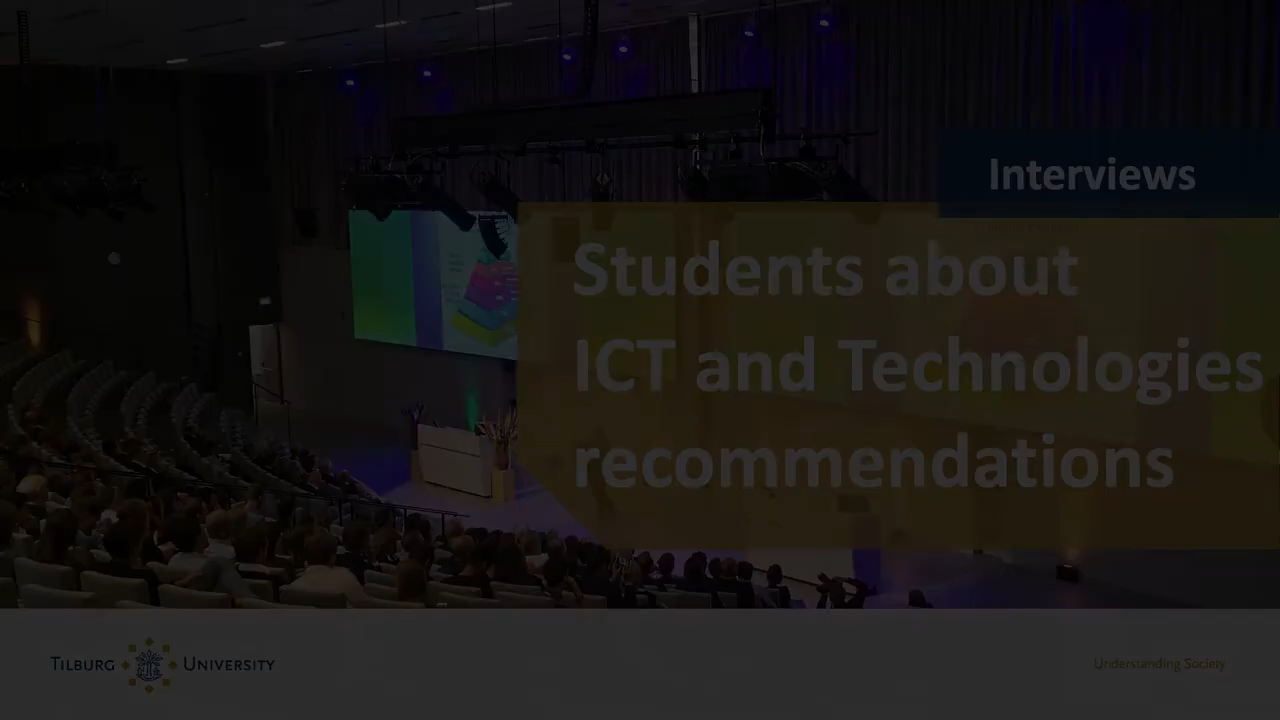 Interviews
Students about
ICT and Technologies
recommendations
TILBURG UNIVERSITY
Understanding Society